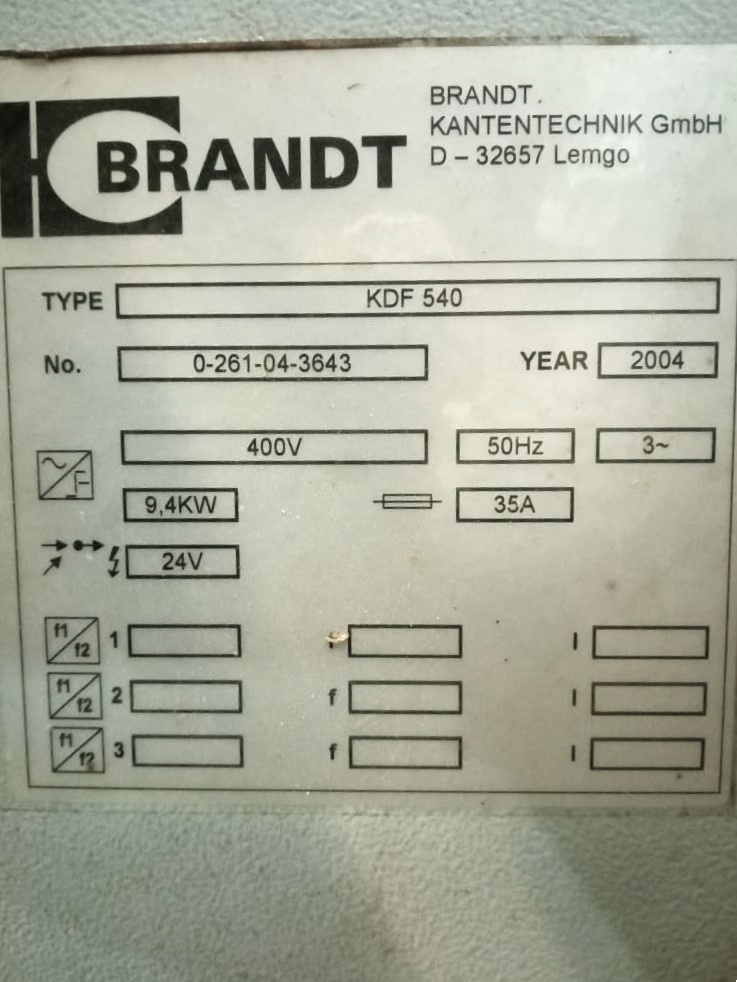 BRANDT
BRANDT.
KANTENTECHNIK GmbH
D – 32657 Lemgo
TYPE KDF 540
No. 0-261-04-3643 YEAR 2004
400V 50Hz 3~
9,4KW 35A
24V
f1/f2 1 f I
f1/f2 2 f I
f1/f2 3 f I